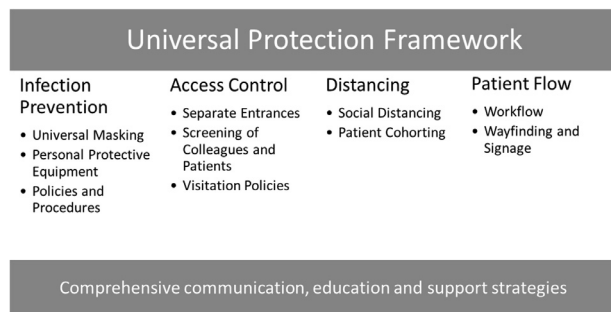 Universal Protection Framework
Infection
Prevention
• Universal Masking
• Personal Protective
Equipment
• Policies and
Procedures
Access Control
• Separate Entrances
• Screening of
Colleagues and
Patients
• Visitation Policies
Distancing
• Social Distancing
• Patient Cohorting
Patient Flow
• Workflow
• Wayfinding and
Signage
Comprehensive communication, education and support strategies